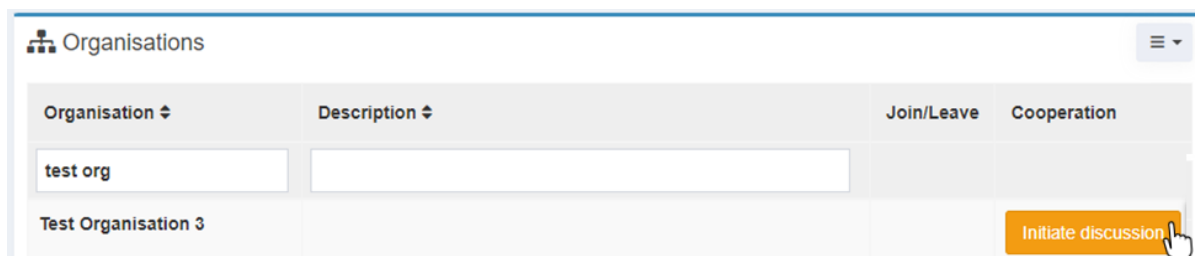 Organisations
Organisation Description Join/Leave Cooperation
test org
Test Organisation 3 Initiate discussion